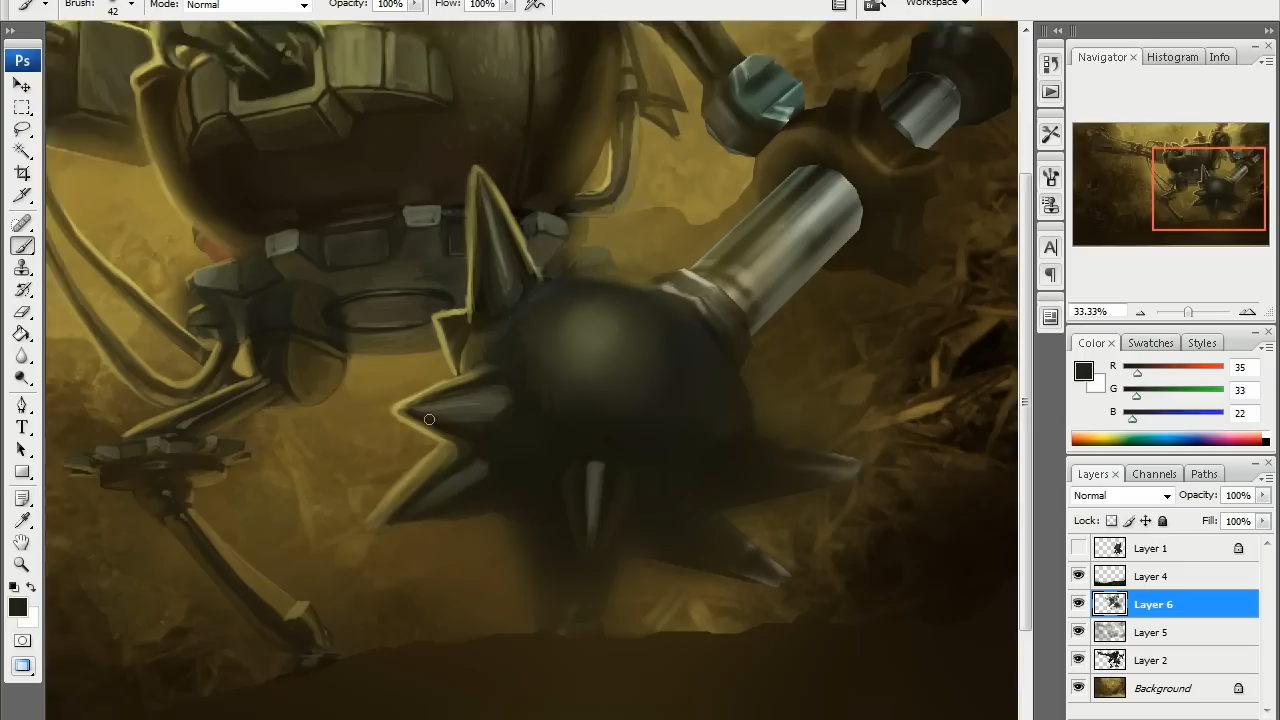 Brush: 42 Mode: Normal Opacity: 100% Flow: 100% Br Workspace
Ps
Navigator × Histogram Info
33.33%
Color × Swatches Styles
R 35
G 33
B 22
Layers × Channels Paths
Normal Opacity: 100%
Lock: Fill: 100%
Layer 1
Layer 4
Layer 6
Layer 5
Layer 2
Background
T
A